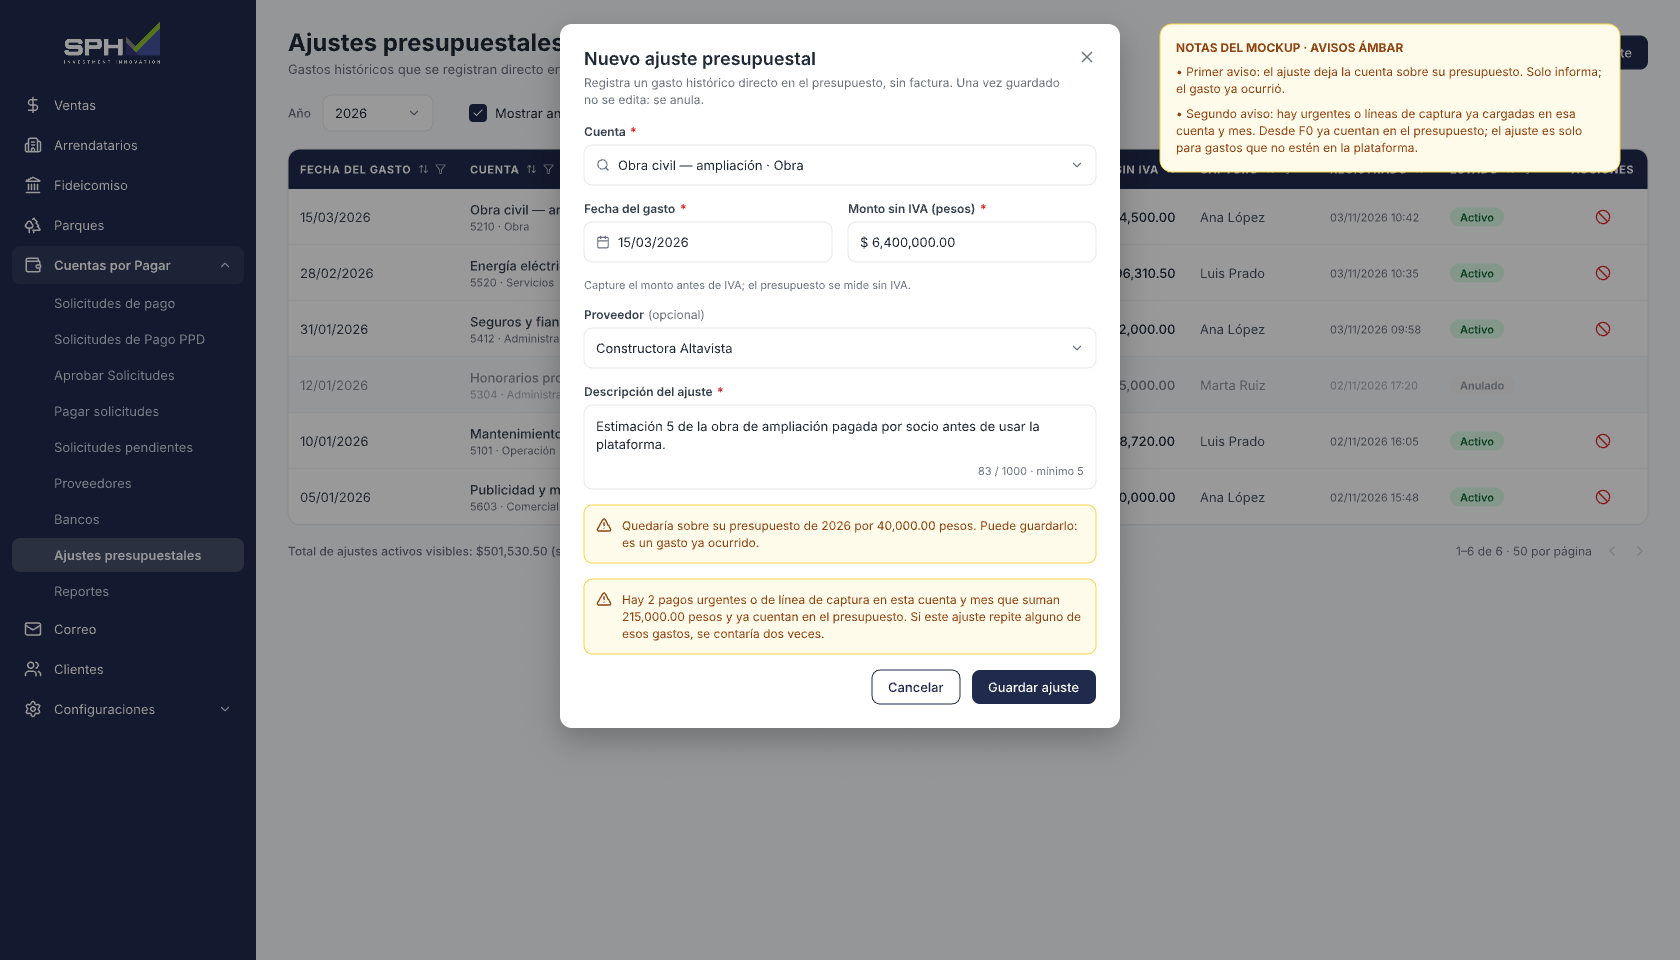 SPH
INVESTMENT INNOVATION
Ventas
Arrendatarios
Fideicomiso
Parques
Cuentas por Pagar
Solicitudes de pago
Solicitudes de Pago PPD
Aprobar Solicitudes
Pagar solicitudes
Solicitudes pendientes
Proveedores
Bancos
Ajustes presupuestales
Reportes
Correo
Clientes
Configuraciones
Ajustes presupuestales
Gastos históricos que se registran directo en
Año
2026
Mostrar an
FECHA DEL GASTO
CUENTA
SIN IVA
15/03/2026
Obra civil — am
5210 · Obra
4,500.00
Ana López
03/11/2026 10:42
Activo
28/02/2026
Energía eléctri
5520 · Servicios
96,310.50
Luis Prado
03/11/2026 10:35
Activo
31/01/2026
Seguros y fian
5412 · Administra
2,000.00
Ana López
03/11/2026 09:58
Activo
12/01/2026
Honorarios pro
5304 · Administra
5,000.00
Marta Ruiz
02/11/2026 17:20
Anulado
10/01/2026
Mantenimiento
5101 · Operación
8,720.00
Luis Prado
02/11/2026 16:05
Activo
05/01/2026
Publicidad y m
5603 · Comercial
0,000.00
Ana López
02/11/2026 15:48
Activo
Total de ajustes activos visibles: $501,530.50 (s
1–6 de 6 · 50 por página
Nuevo ajuste presupuestal
Registra un gasto histórico directo en el presupuesto, sin factura. Una vez guardado
no se edita: se anula.
Cuenta *
Obra civil — ampliación · Obra
Fecha del gasto *
Monto sin IVA (pesos) *
15/03/2026
$ 6,400,000.00
Capture el monto antes de IVA; el presupuesto se mide sin IVA.
Proveedor (opcional)
Constructora Altavista
Descripción del ajuste *
Estimación 5 de la obra de ampliación pagada por socio antes de usar la
plataforma.
83 / 1000 · mínimo 5
Quedaría sobre su presupuesto de 2026 por 40,000.00 pesos. Puede guardarlo:
es un gasto ya ocurrido.
Hay 2 pagos urgentes o de línea de captura en esta cuenta y mes que suman
215,000.00 pesos y ya cuentan en el presupuesto. Si este ajuste repite alguno de
esos gastos, se contaría dos veces.
Cancelar
Guardar ajuste
NOTAS DEL MOCKUP · AVISOS ÁMBAR
• Primer aviso: el ajuste deja la cuenta sobre su presupuesto. Solo informa;
el gasto ya ocurrió.
• Segundo aviso: hay urgentes o líneas de captura ya cargadas en esa
cuenta y mes. Desde F0 ya cuentan en el presupuesto; el ajuste es solo
para gastos que no estén en la plataforma.